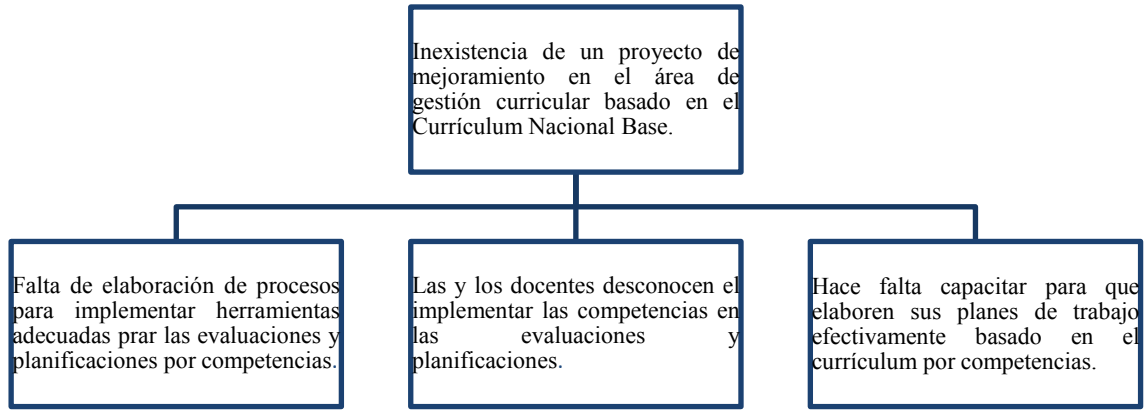 Inexistencia de un proyecto de
mejoramiento en el área de
gestión curricular basado en el
Currículum Nacional Base.
Falta de elaboración de procesos
para implementar herramientas
adecuadas prar las evaluaciones y
planificaciones por competencias.
Las y los docentes desconocen el
implementar las competencias en
las evaluaciones y
planificaciones.
Hace falta capacitar para que
elaboren sus planes de trabajo
efectivamente basado en el
currículum por competencias.